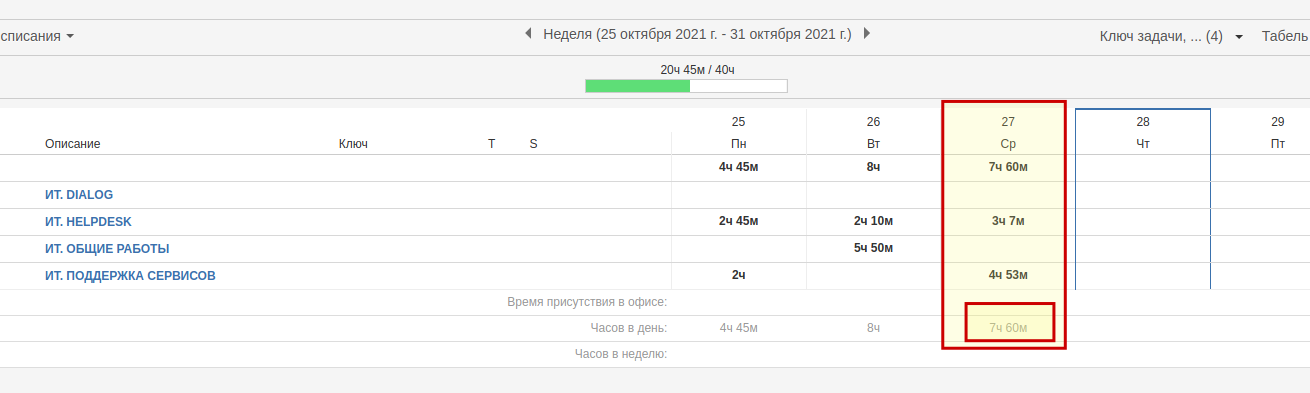 списания Неделя (25 октября 2021 г. - 31 октября 2021 г.) Ключ задачи, ... (4) Табель
20ч 45м / 40ч
25 26 27 28 29
Описание Ключ T S Пн Вт Ср Чт Пт
4ч 45м 8ч 7ч 60м
ИТ. DIALOG
ИТ. HELPDESK 2ч 45м 2ч 10м 3ч 7м
ИТ. ОБЩИЕ РАБОТЫ 5ч 50м
ИТ. ПОДДЕРЖКА СЕРВИСОВ 2ч 4ч 53м
Время присутствия в офисе:
Часов в день: 4ч 45м 8ч 7ч 60м
Часов в неделю: